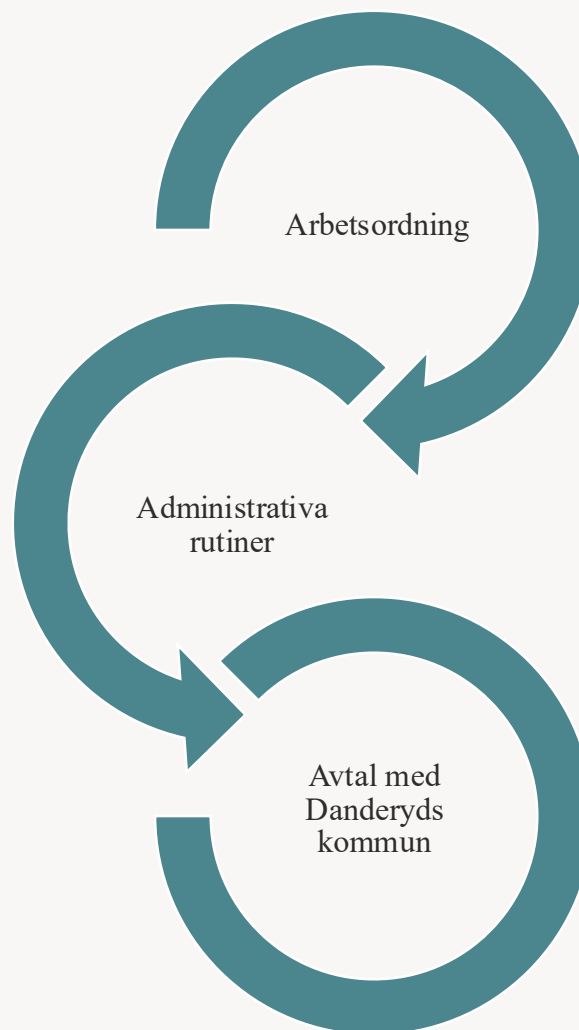 Arbetsordning
Administrativa
rutiner
Avtal med
Danderyds
kommun